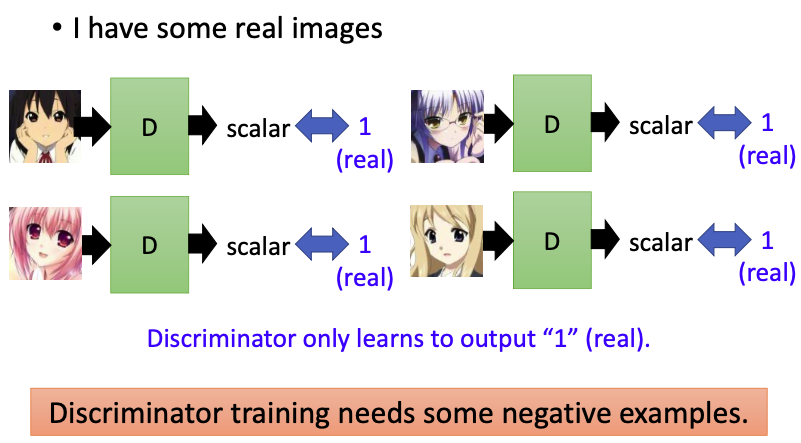 • I have some real images
D scalar 1 (real)
D scalar 1 (real)
D scalar 1 (real)
D scalar 1 (real)
Discriminator only learns to output “1” (real).
Discriminator training needs some negative examples.